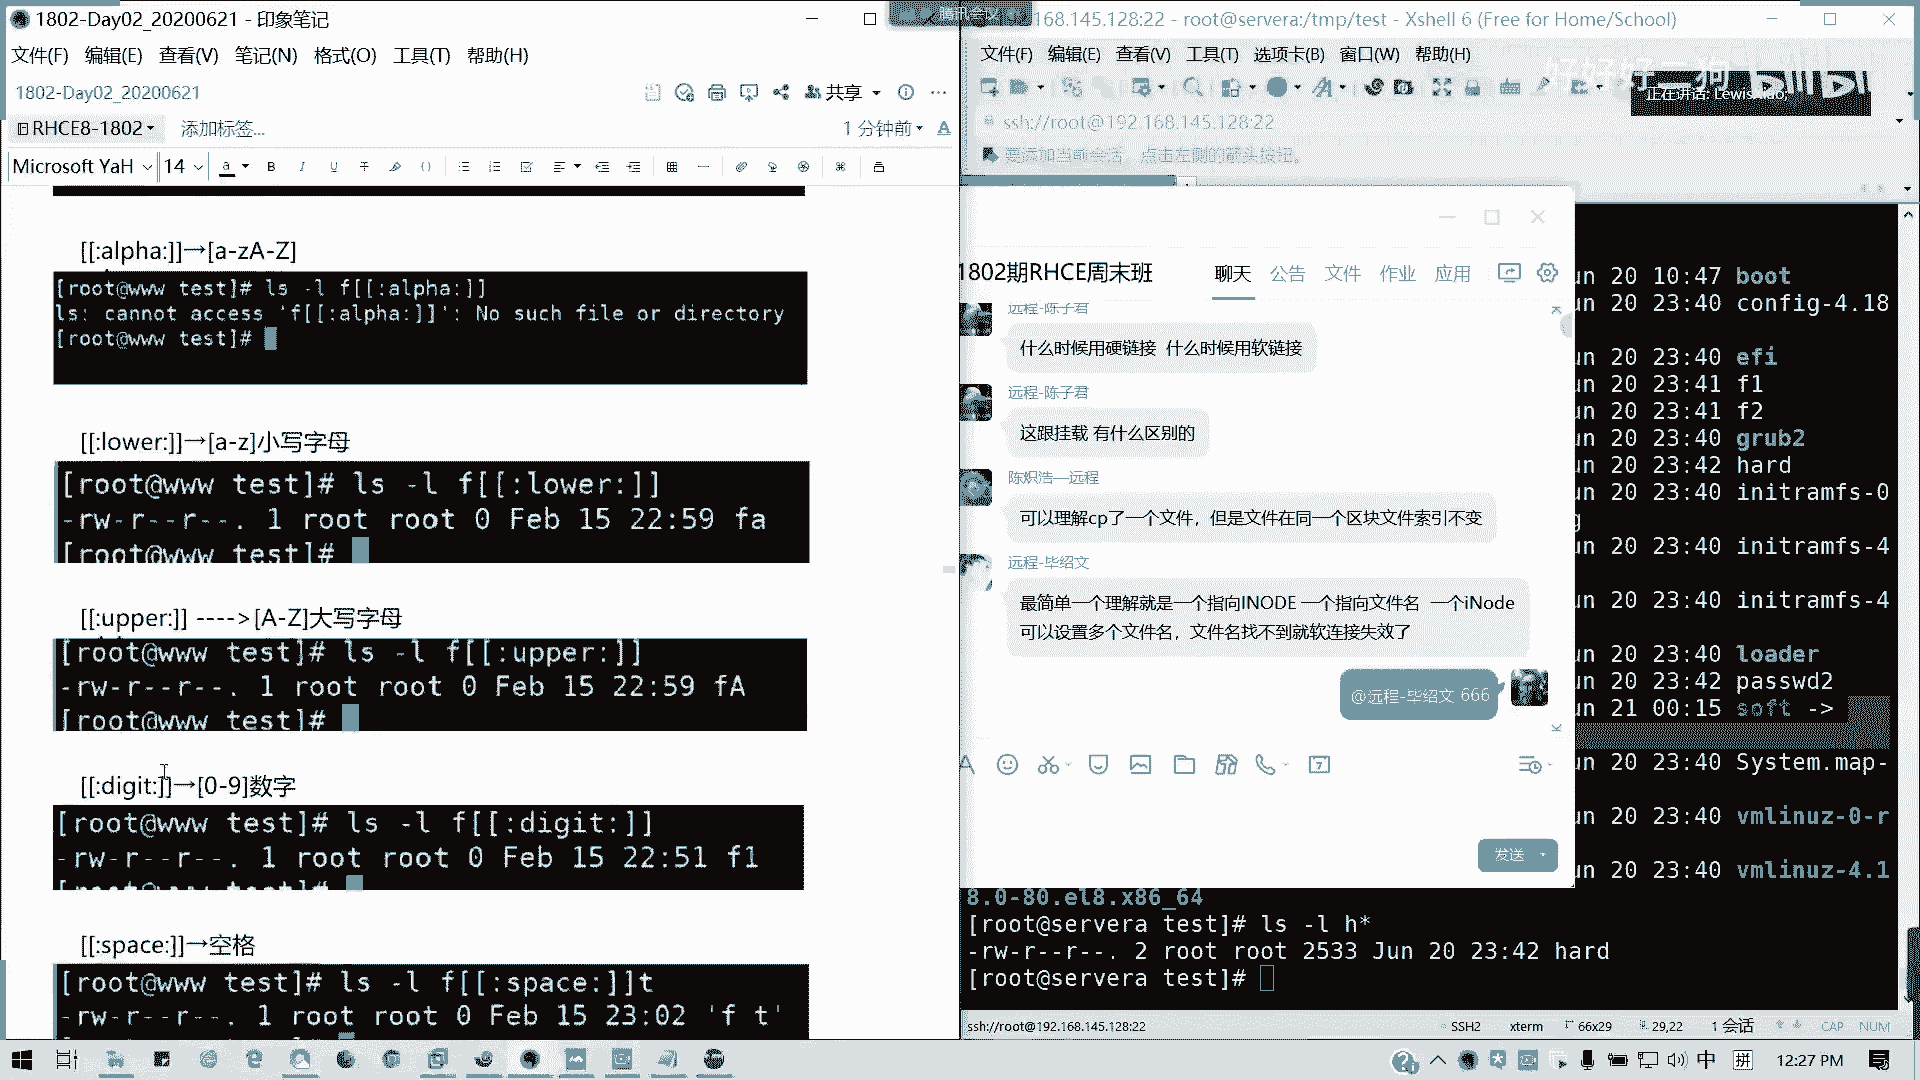 1802-Day02_20200621 - 印象笔记
文件(F) 编辑(E) 查看(V) 笔记(N) 格式(O) 工具(T) 帮助(H)
1802-Day02_20200621
共享
RHCE8-1802
添加标签...
1 分钟前
Microsoft YaH 14
[[:alpha:]]→[a-zA-Z]
[root@www test]# ls -l f[[:alpha:]]
ls: cannot access 'f[[:alpha:]]': No such file or directory
[root@www test]#
[[:lower:]]→[a-z]小写字母
[root@www test]# ls -l f[[:lower:]]
-rw-r--r--. 1 root root 0 Feb 15 22:59 fa
[root@www test]#
[[:upper:]] ---->[A-Z]大写字母
[root@www test]# ls -l f[[:upper:]]
-rw-r--r--. 1 root root 0 Feb 15 22:59 fA
[root@www test]#
[[:digit:]]→[0-9]数字
[root@www test]# ls -l f[[:digit:]]
-rw-r--r--. 1 root root 0 Feb 15 22:51 f1
[[:space:]]→空格
[root@www test]# ls -l f[[:space:]]t
-rw-r--r--. 1 root root 0 Feb 15 23:02 'f t'
腾讯会议
168.145.128:22 - root@servera:/tmp/test - Xshell 6 (Free for Home/School)
文件(F) 编辑(E) 查看(V) 工具(T) 选项卡(B) 窗口(W) 帮助(H)
ssh://root@192.168.145.128:22
要添加当前会话，点击左侧的箭头按钮。
1802期RHCE周末班
聊天 公告 文件 作业 应用
远程-陈子君
什么时候用硬链接 什么时候用软链接
远程-陈子君
这跟挂载 有什么区别的
陈炽浩—远程
可以理解cp了一个文件，但是文件在同一个区块文件索引不变
远程-毕绍文
最简单一个理解就是一个指向INODE 一个指向文件名 一个iNode
可以设置多个文件名，文件名找不到就软连接失效了
@远程-毕绍文 666
发送
un 20 10:47 boot
un 20 23:40 config-4.18
un 20 23:40 efi
un 20 23:41 f1
un 20 23:41 f2
un 20 23:40 grub2
un 20 23:42 hard
un 20 23:40 initramfs-0
g
un 20 23:40 initramfs-4
un 20 23:40 initramfs-4
un 20 23:40 loader
un 20 23:42 passwd2
un 21 00:15 soft ->
un 20 23:40 System.map-
un 20 23:40 vmlinuz-0-r
un 20 23:40 vmlinuz-4.1
8.0-80.el8.x86_64
[root@servera test]# ls -l h*
-rw-r--r--. 2 root root 2533 Jun 20 23:42 hard
[root@servera test]#
ssh://root@192.168.145.128:22 SSH2 xterm 66x29 29,22 1 会话 CAP NUM
中 拼 12:27 PM